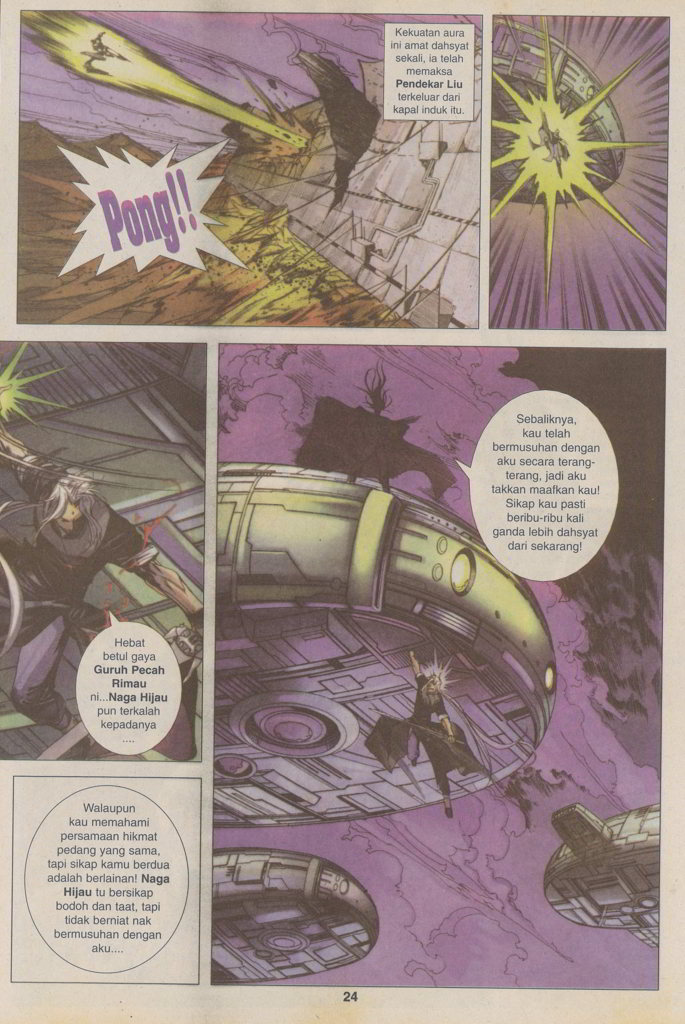 Kekuatan aura
ini amat dahsyat
sekali, ia telah
memaksa
Pendekar Liu
terkeluar dari
kapal induk itu.
Pong!!
Hebat
betul gaya
Guruh Pecah
Rimau
ni...Naga Hijau
pun terkalah
kepadanya
....
Walaupun
kau memahami
persamaan hikmat
pedang yang sama,
tapi sikap kamu berdua
adalah berlainan! Naga
Hijau tu bersikap
bodoh dan taat, tapi
tidak berniat nak
bermusuhan dengan
aku....
Sebaliknya,
kau telah
bermusuhan dengan
aku secara terang-
terang, jadi aku
takkan maafkan kau!
Sikap kau pasti
beribu-ribu kali
ganda lebih dahsyat
dari sekarang!
24